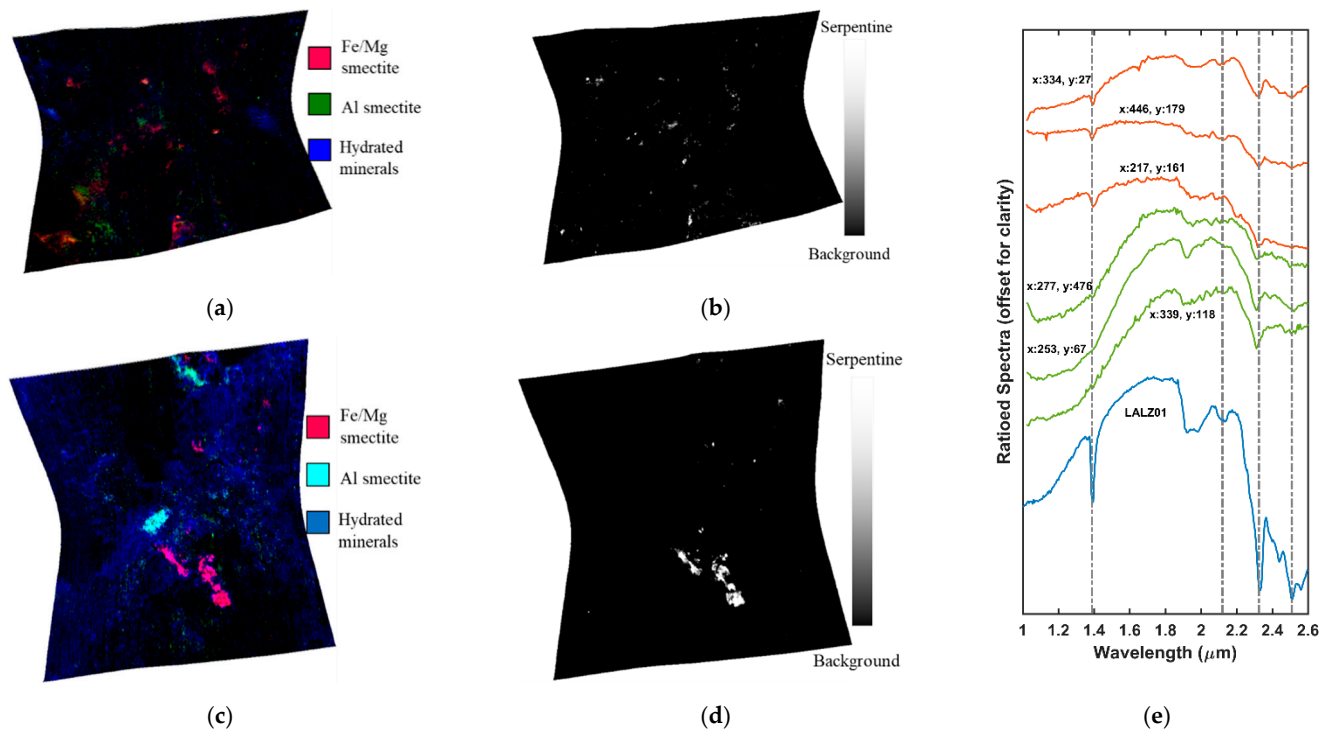 Fe/Mg
smectite
Al smectite
Hydrated
minerals
(a)
Serpentine
Background
(b)
Fe/Mg
smectite
Al smectite
Hydrated
minerals
(c)
Serpentine
Background
(d)
Ratioed Spectra (offset for clarity)
x:334, y:27
x:446, y:179
x:217, y:161
x:277, y:476
x:339, y:118
x:253, y:67
LALZ01
1 1.2 1.4 1.6 1.8 2 2.2 2.4 2.6
Wavelength (μm)
(e)